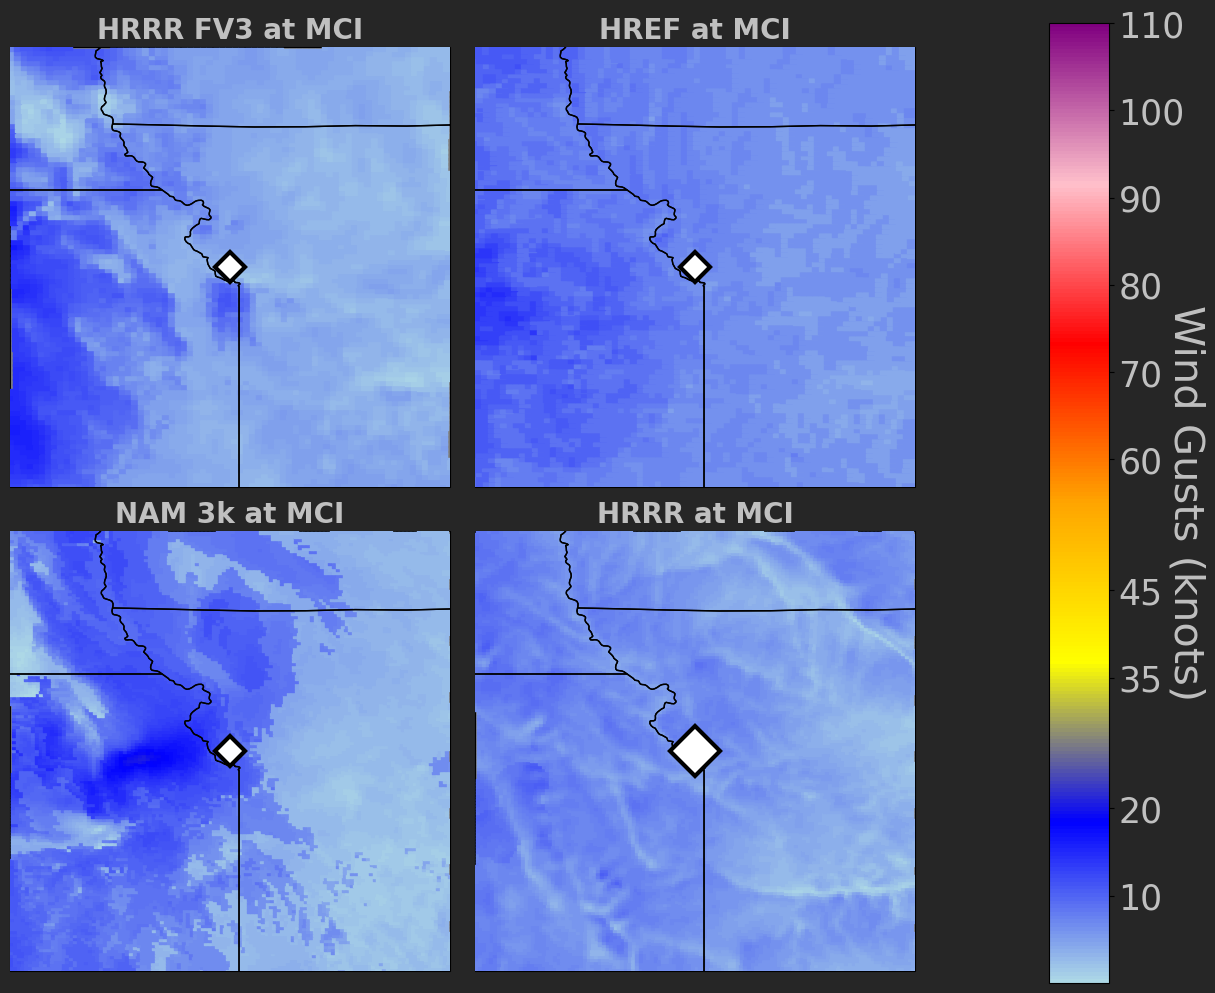 HRRR FV3 at MCI
HREF at MCI
NAM 3k at MCI
HRRR at MCI
110
100
90
80
70
60
45
35
20
10
Wind Gusts (knots)